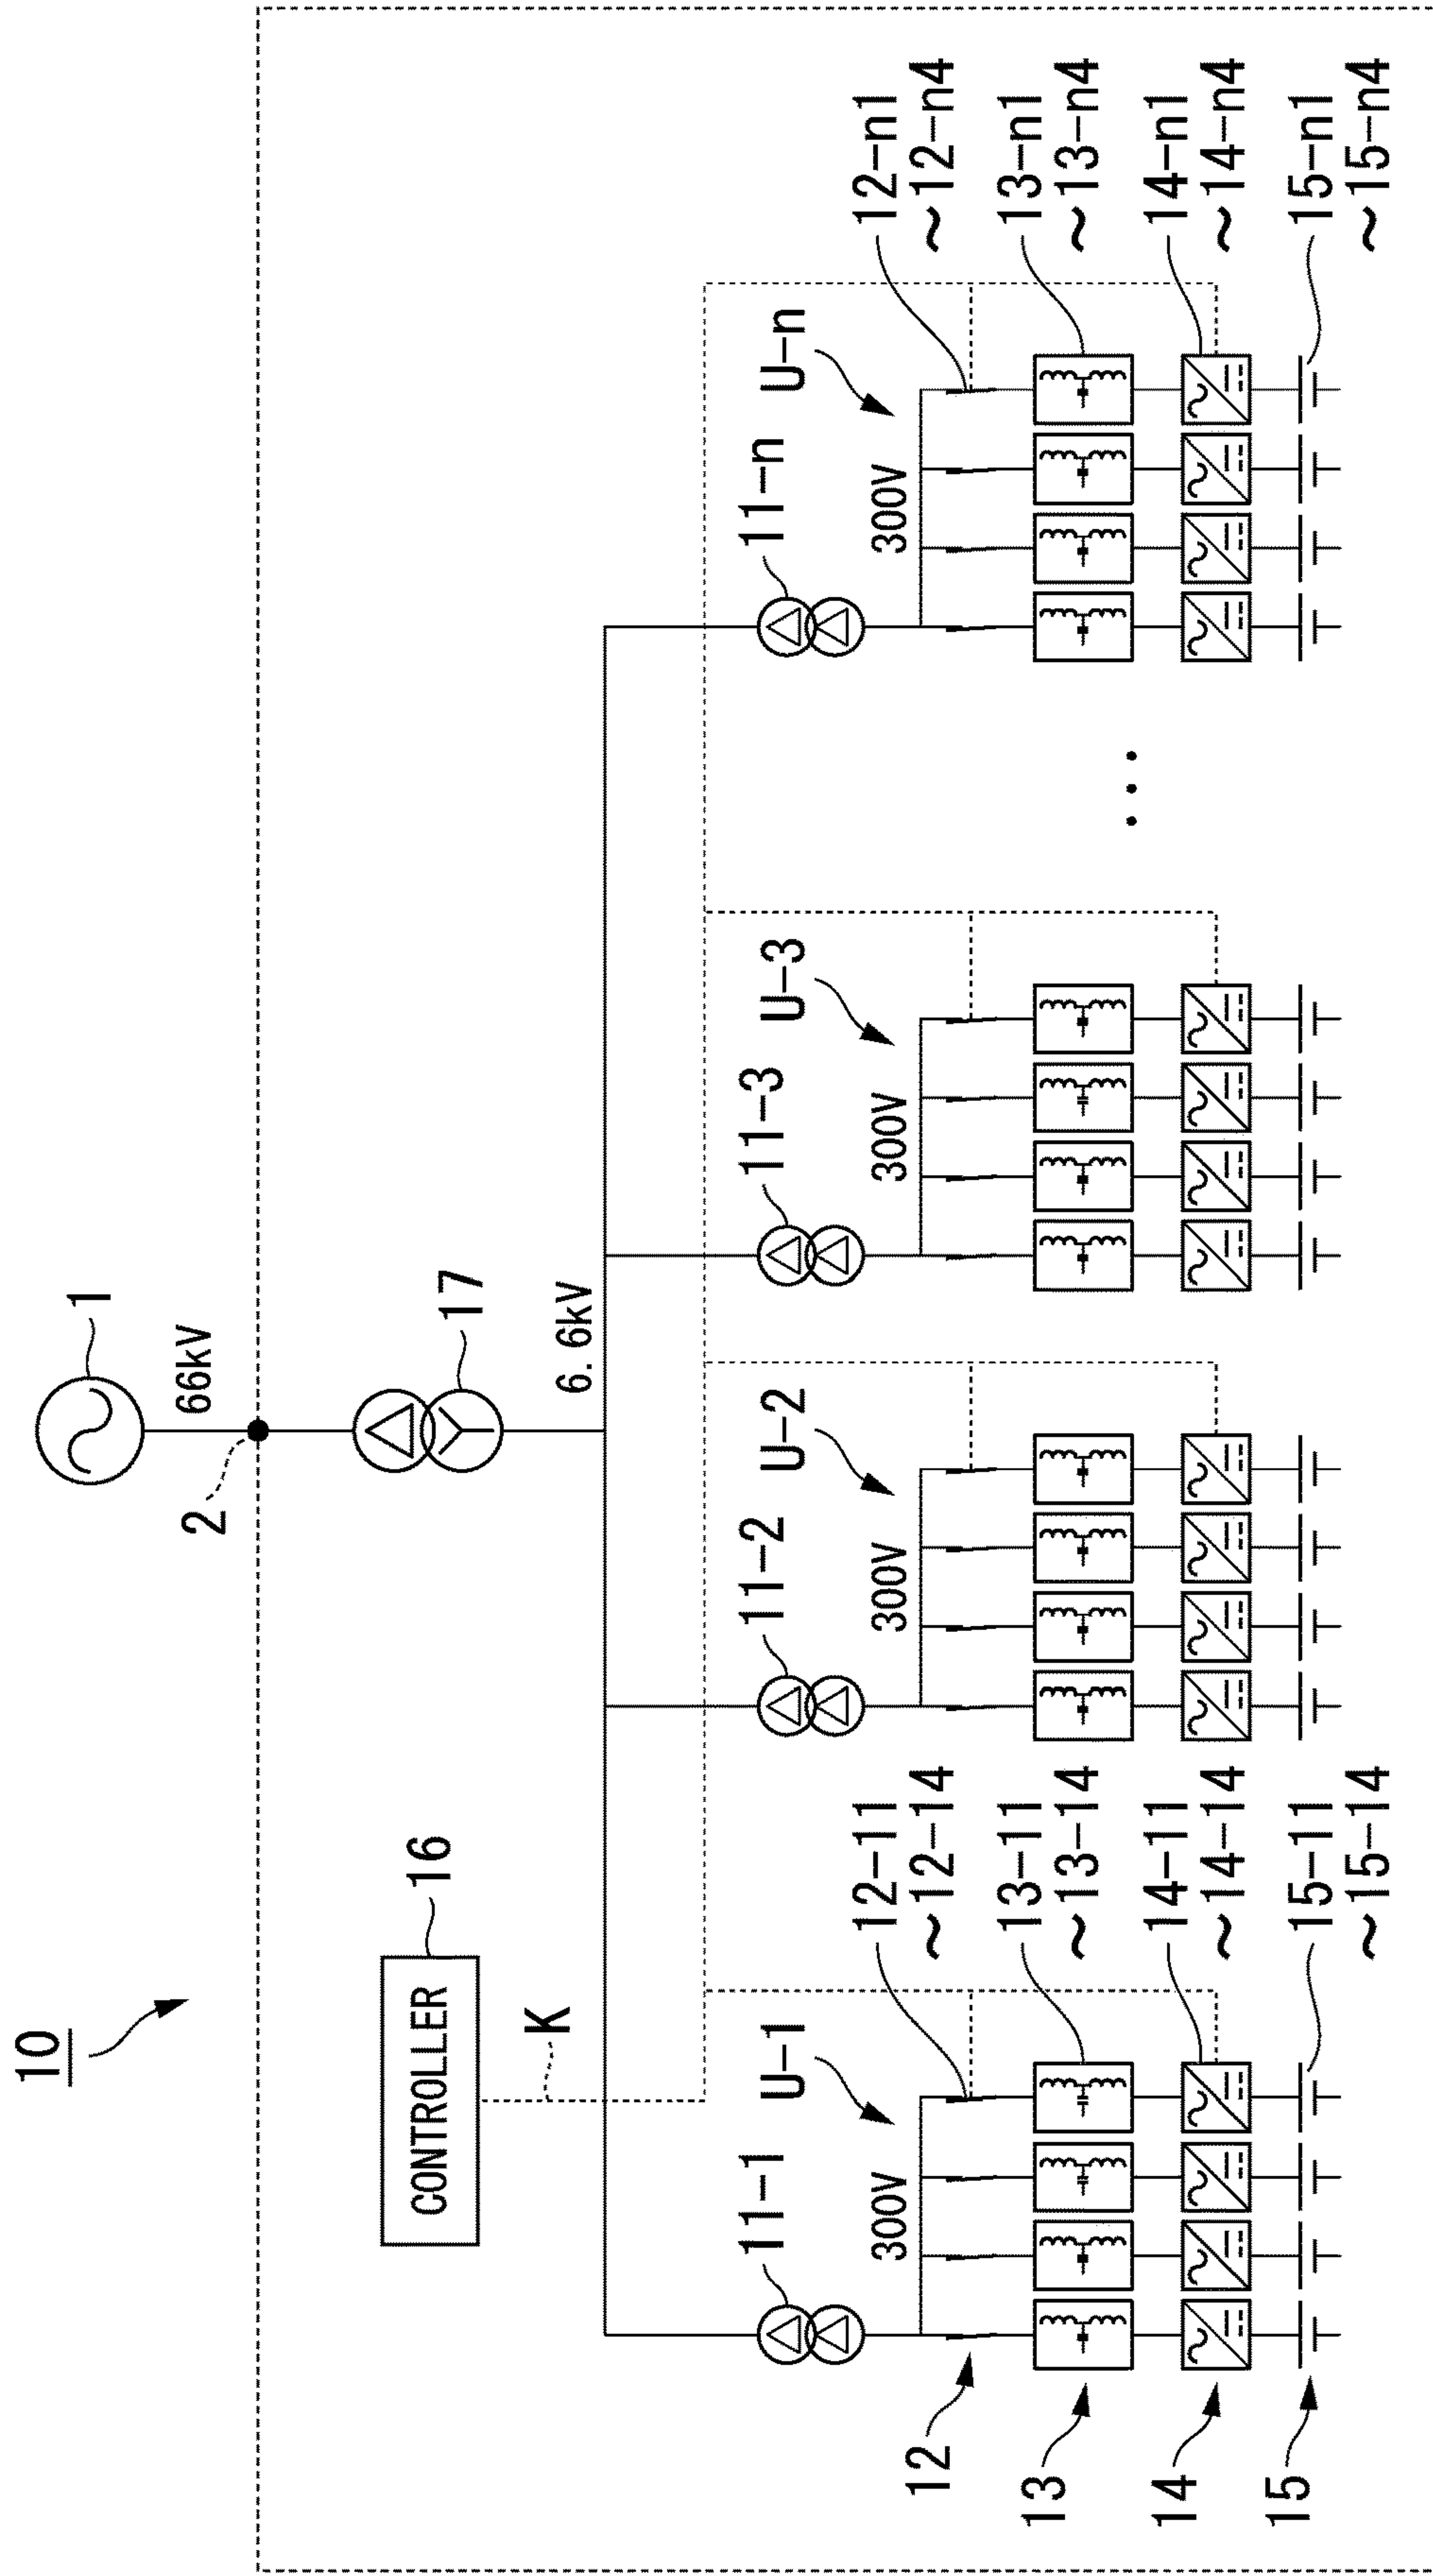 10
1
66kV
2
17
CONTROLLER
16
K
6. 6kV
11-1
11-2
11-3
11-n
U-1
U-2
U-3
U-n
300V
300V
300V
300V
12-11
~12-14
12-n1
~12-n4
13-11
~13-14
13-n1
~13-n4
14-11
~14-14
14-n1
~14-n4
15-11
~15-14
15-n1
~15-n4
12
13
14
15